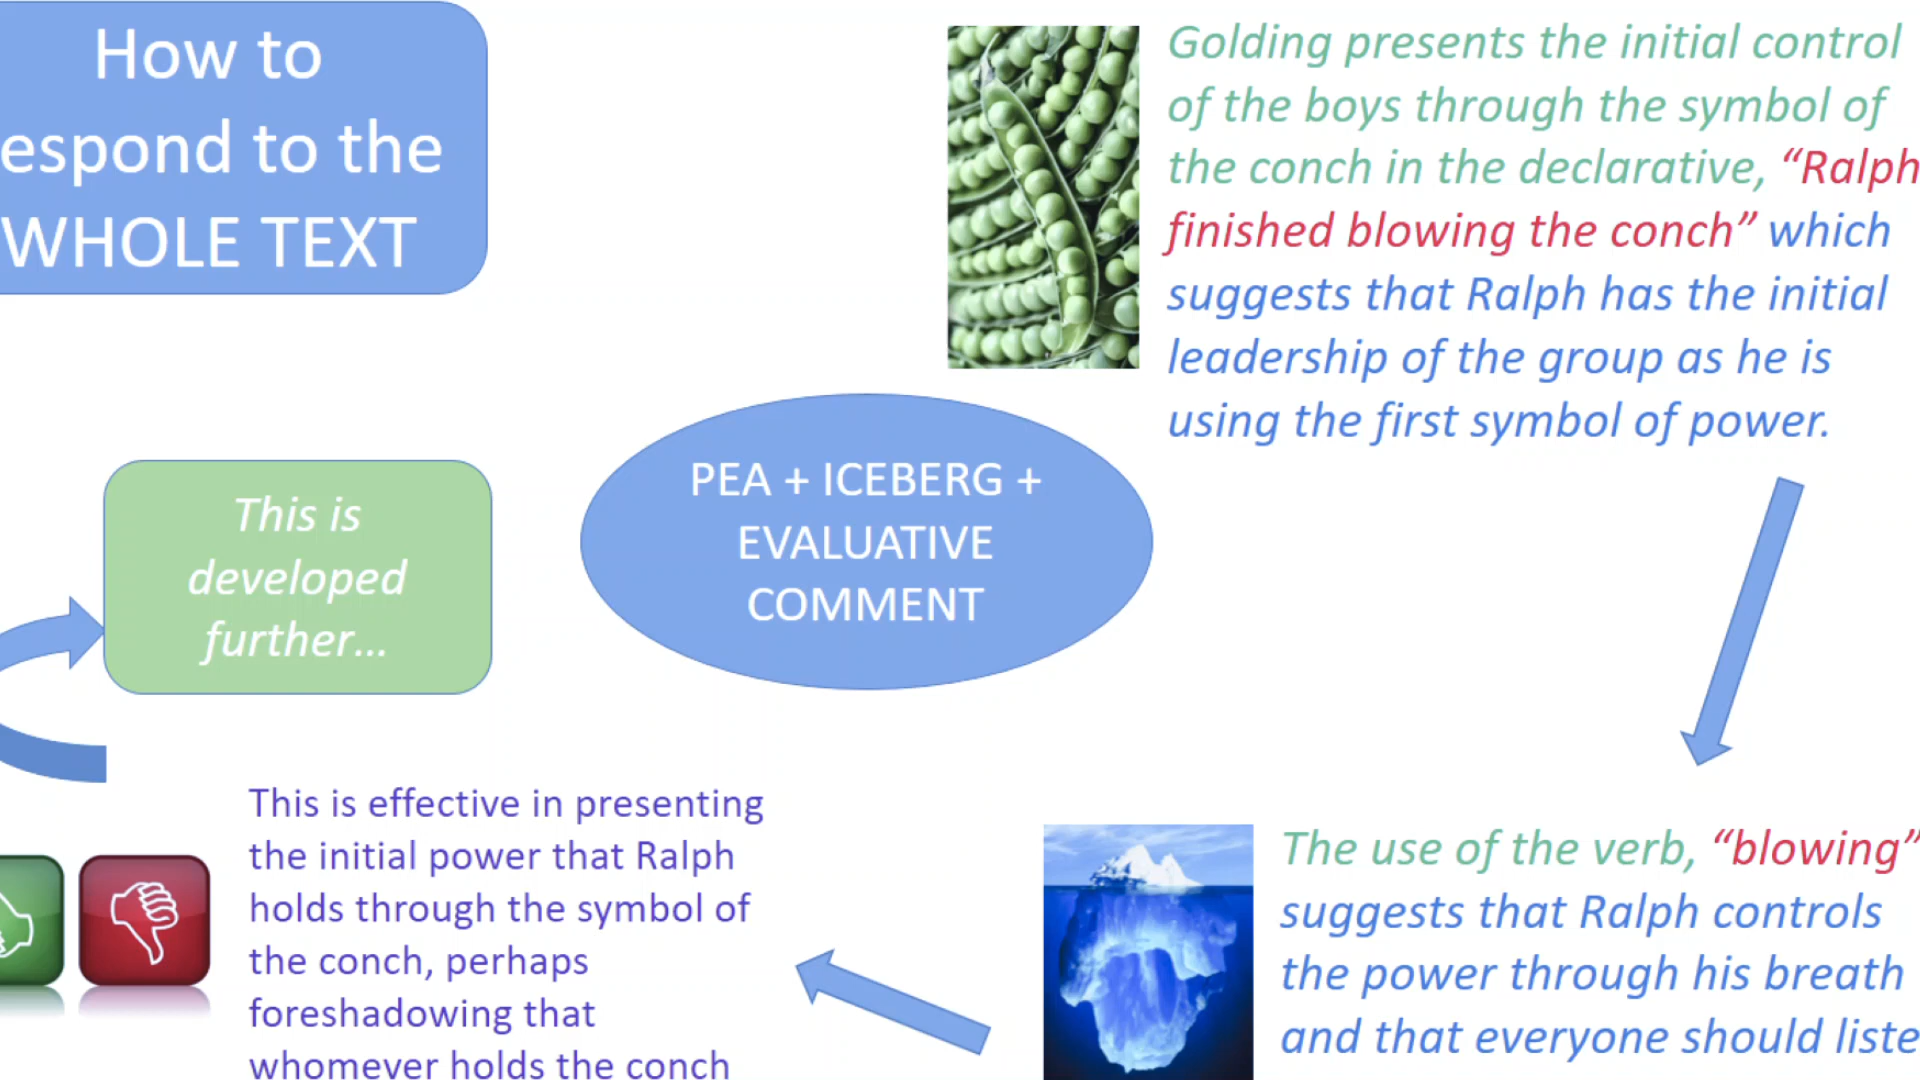 How to
espond to the
WHOLE TEXT
Golding presents the initial control
of the boys through the symbol of
the conch in the declarative, “Ralph
finished blowing the conch” which
suggests that Ralph has the initial
leadership of the group as he is
using the first symbol of power.
PEA + ICEBERG +
EVALUATIVE
COMMENT
This is
developed
further...
The use of the verb, “blowing”
suggests that Ralph controls
the power through his breath
and that everyone should liste
This is effective in presenting
the initial power that Ralph
holds through the symbol of
the conch, perhaps
foreshadowing that
whomever holds the conch